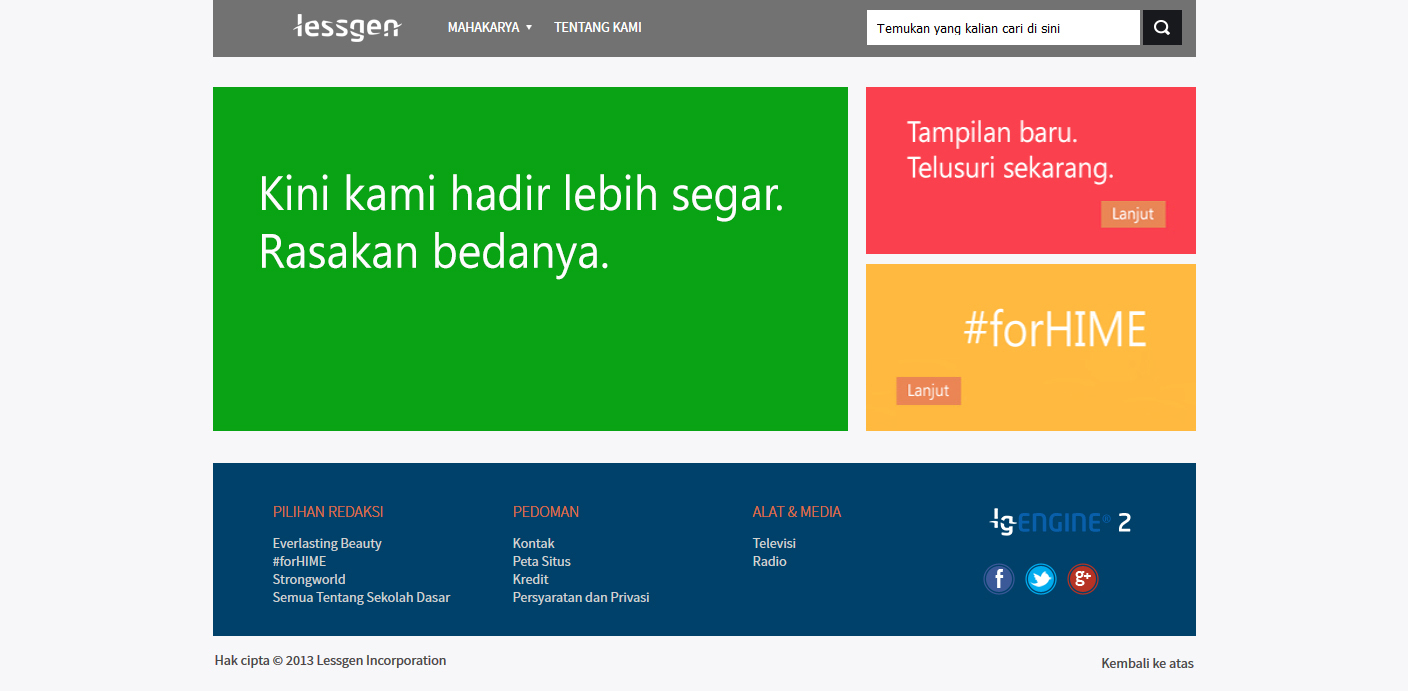 lessgen
MAHAKARYA
TENTANG KAMI
Temukan yang kalian cari di sini
Kini kami hadir lebih segar.
Rasakan bedanya.
Tampilan baru.
Telusuri sekarang.
Lanjut
#forHIME
Lanjut
PILIHAN REDAKSI
Everlasting Beauty
#forHIME
Strongworld
Semua Tentang Sekolah Dasar
PEDOMAN
Kontak
Peta Situs
Kredit
Persyaratan dan Privasi
ALAT & MEDIA
Televisi
Radio
lgENGINE® 2
f
g+
Hak cipta © 2013 Lessgen Incorporation
Kembali ke atas